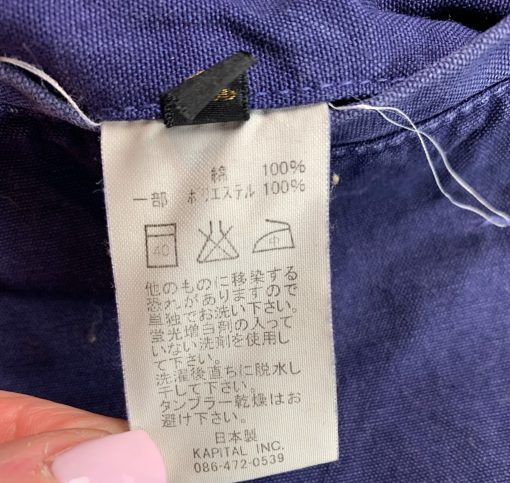 綿 100%
一部 ポリエステル 100%
40
中
他のものに移染する
恐れがありますので
単独でお洗い下さい。
蛍光増当剤の入って
いない洗剤を使用し
て下さい。
洗濯後直ちに脱水し
干して下さい。
タンブラー乾燥はお
避け下さい。
日本製
KAPITAL INC.
086-472-0539